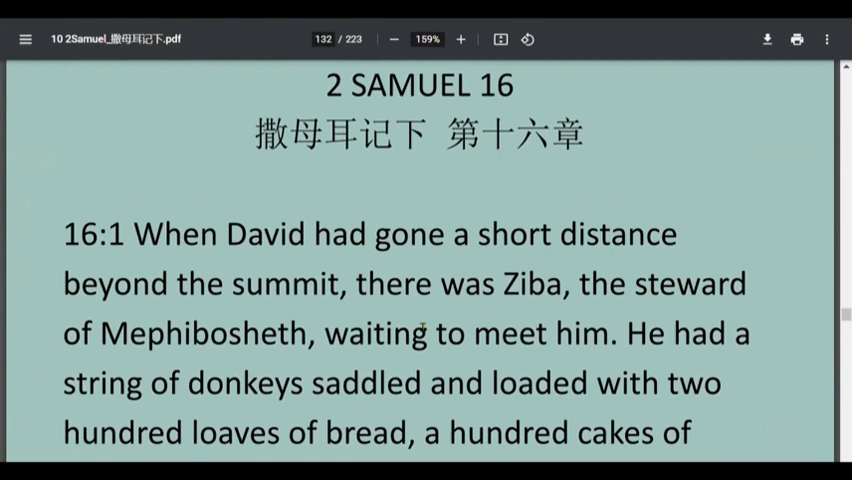 10 2Samuel_撒母耳记下.pdf 132 / 223 159%
2 SAMUEL 16
撒母耳记下 第十六章
16:1 When David had gone a short distance
beyond the summit, there was Ziba, the steward
of Mephibosheth, waiting to meet him. He had a
string of donkeys saddled and loaded with two
hundred loaves of bread, a hundred cakes of